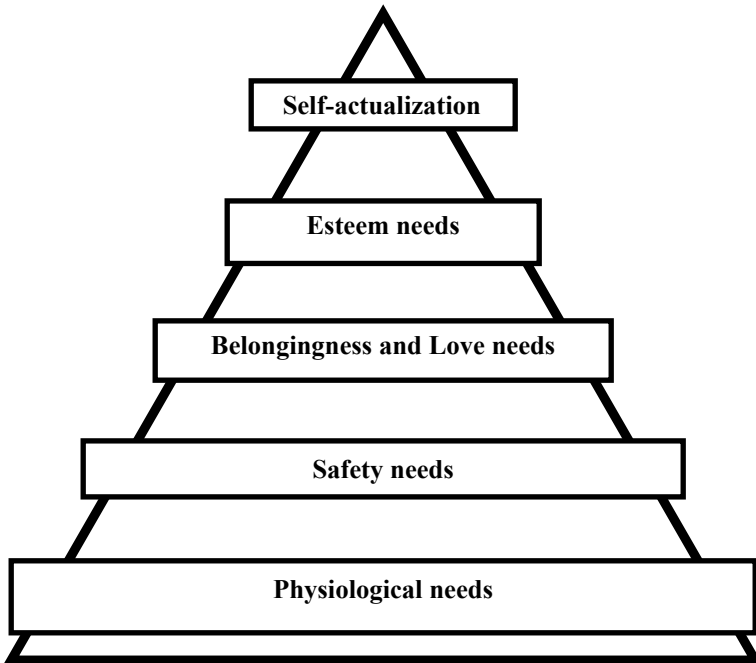 Self-actualization
Esteem needs
Belongingness and Love needs
Safety needs
Physiological needs